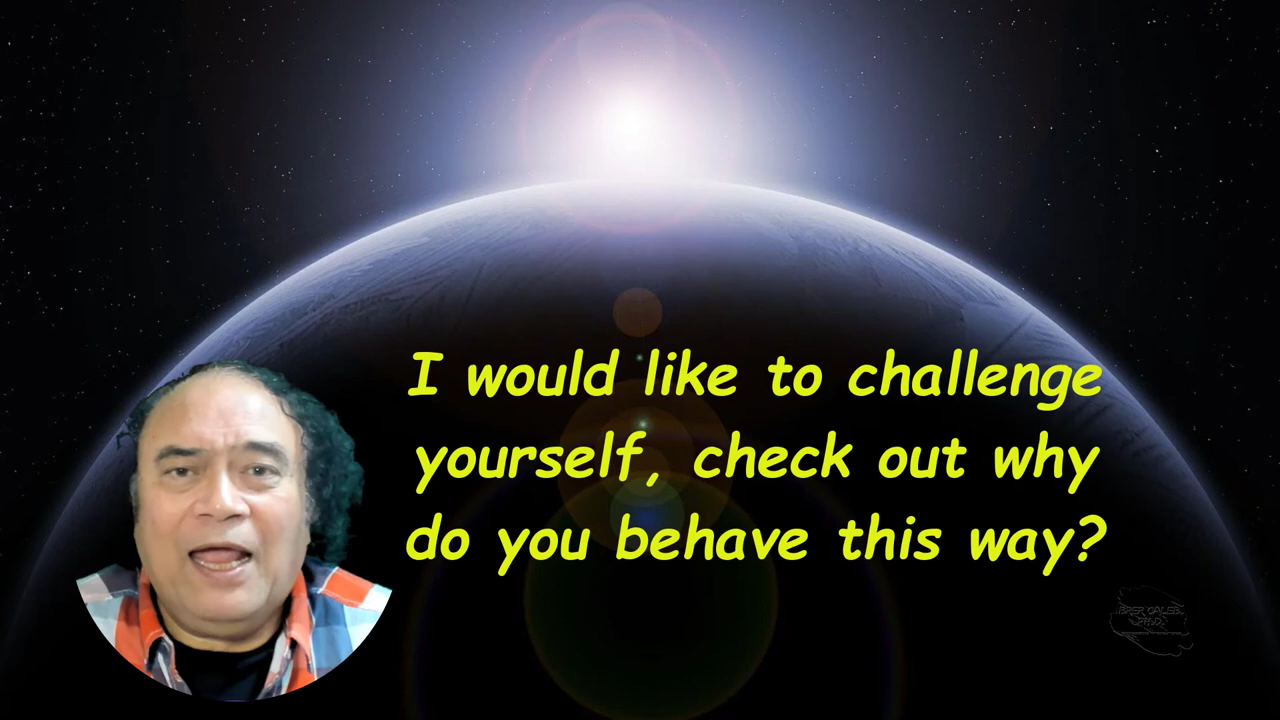 I would like to challenge
yourself, check out why
do you behave this way?